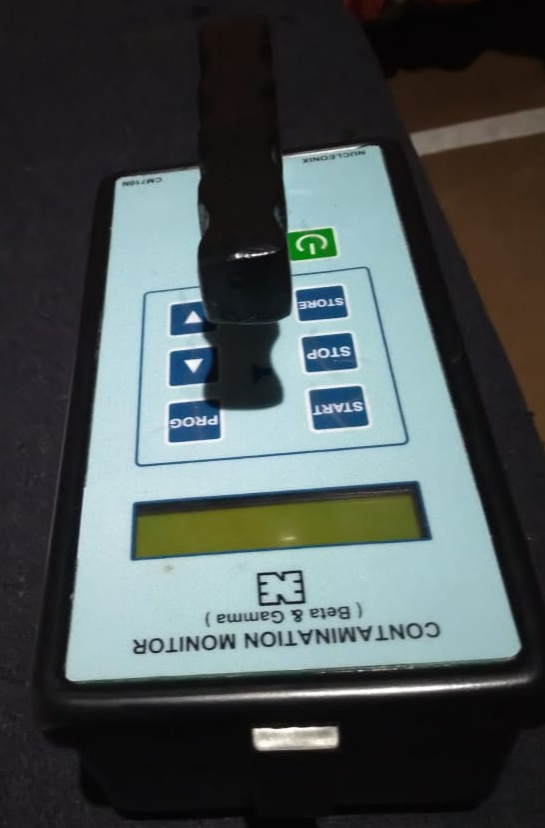 CONTAMINATION MONITOR
( Beta & Gamma )
PROG
START
STOP
STORE
CM710N
NUCLEONIX